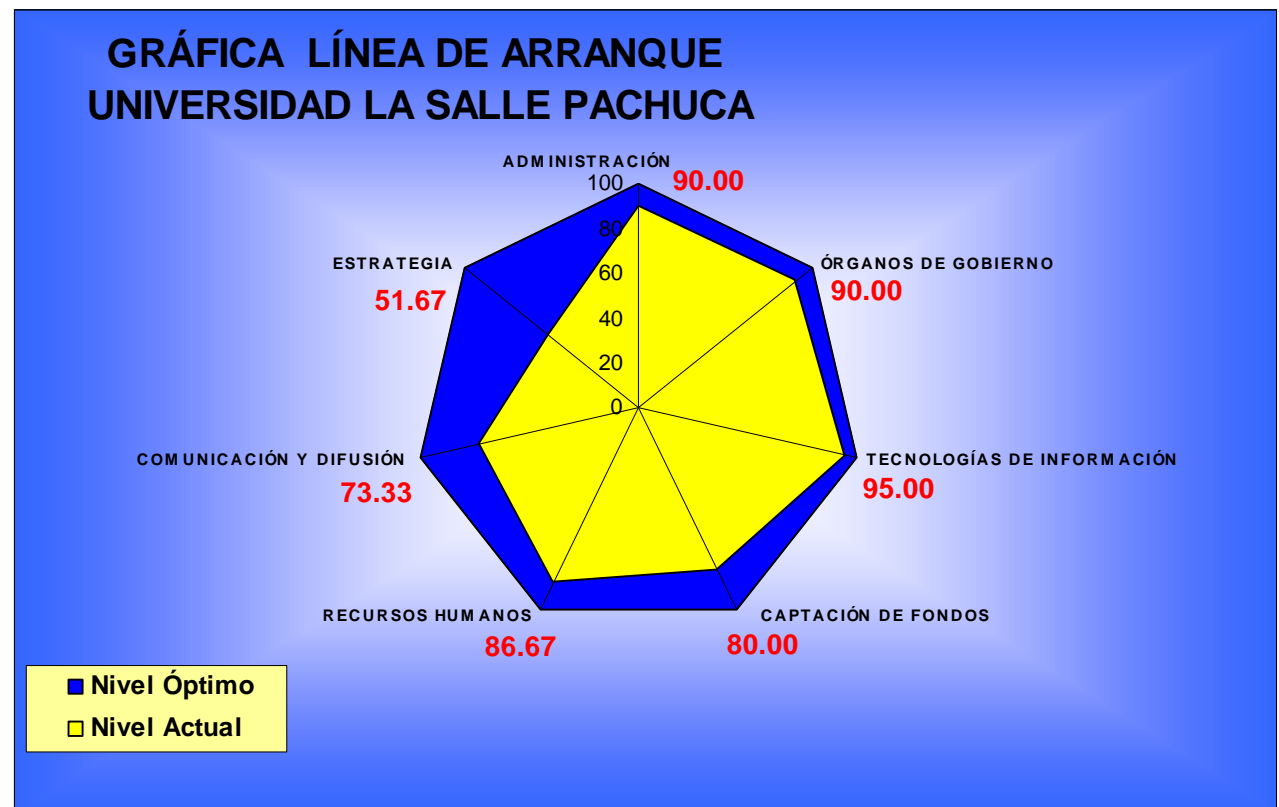 GRÁFICA LÍNEA DE ARRANQUE
UNIVERSIDAD LA SALLE PACHUCA
ADMINISTRACIÓN
90.00
100
80
60
40
20
0
ÓRGANOS DE GOBIERNO
90.00
TECNOLOGÍAS DE INFORMACIÓN
95.00
CAPTACIÓN DE FONDOS
80.00
RECURSOS HUMANOS
86.67
COMUNICACIÓN Y DIFUSIÓN
73.33
ESTRATEGIA
51.67
Nivel Óptimo
Nivel Actual